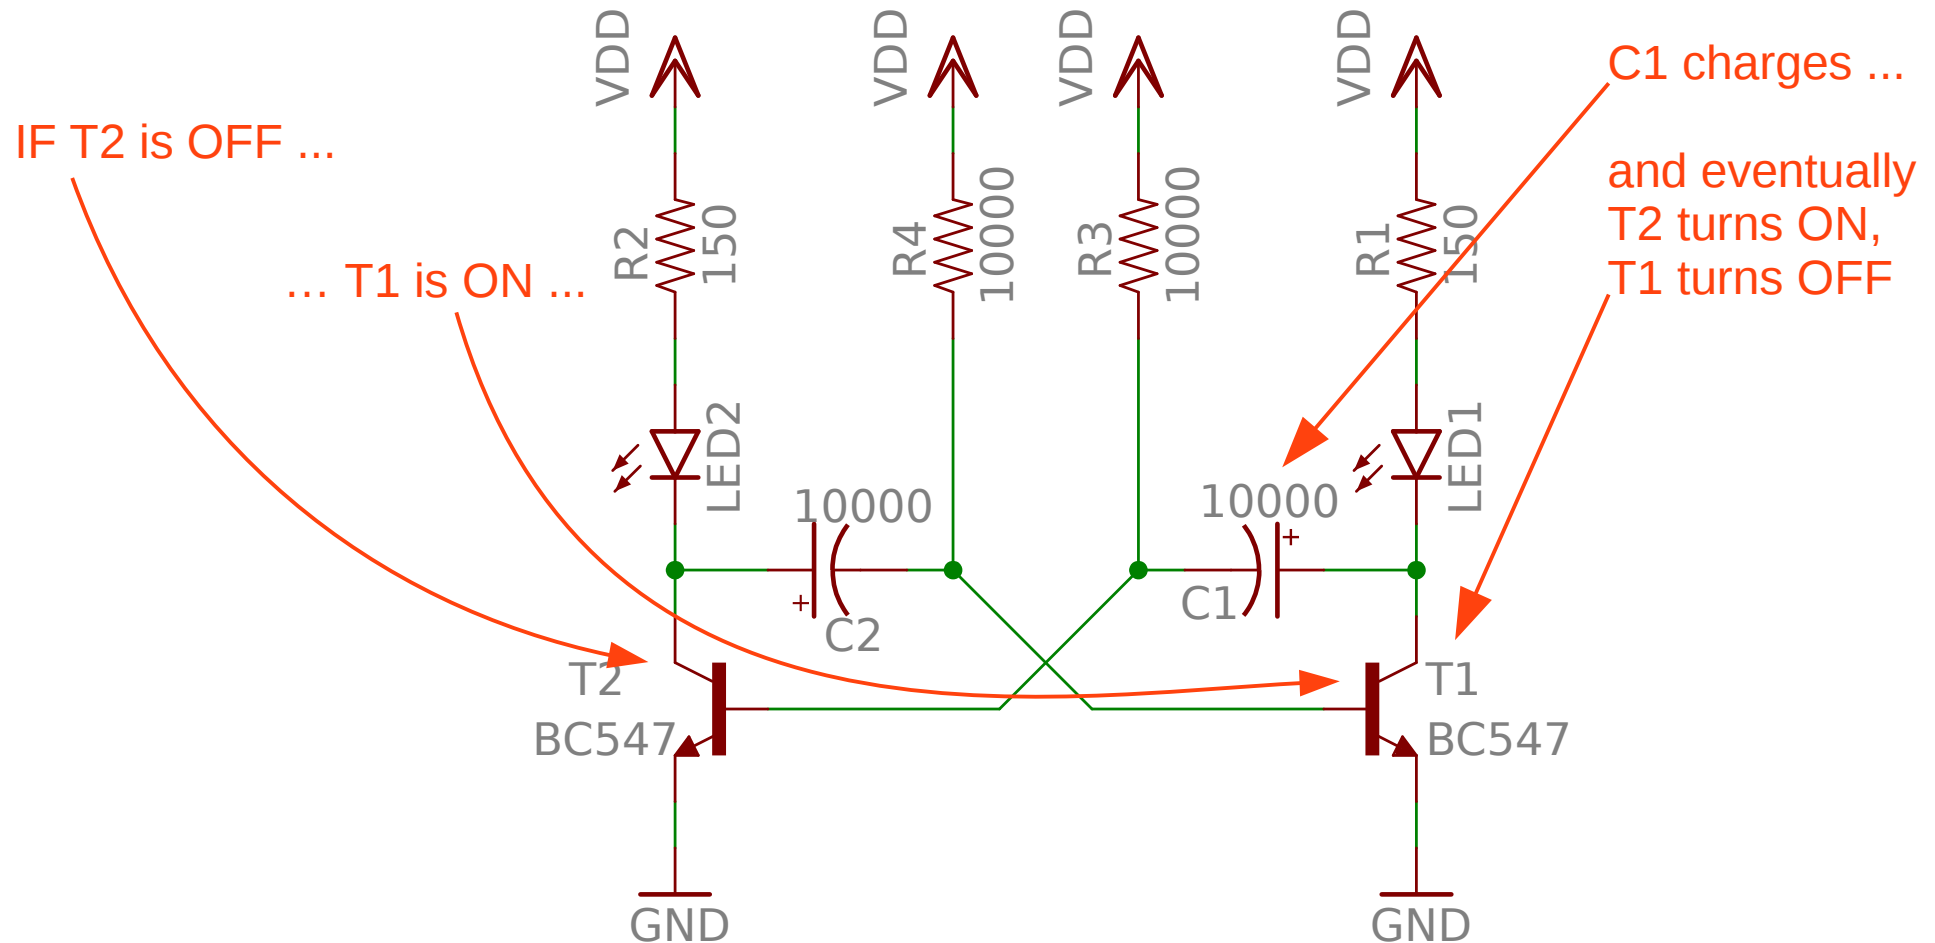 VDD
VDD
VDD
VDD
C1 charges ...
IF T2 is OFF ...
and eventually
T2 turns ON,
T1 turns OFF
... T1 is ON ...
R2
150
R4
10000
R3
10000
R1
150
LED2
LED1
10000
C2
10000
C1
T2
BC547
T1
BC547
GND
GND